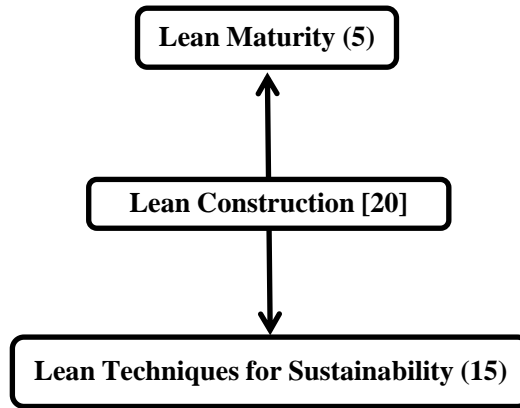 Lean Maturity (5)
Lean Construction [20]
Lean Techniques for Sustainability (15)